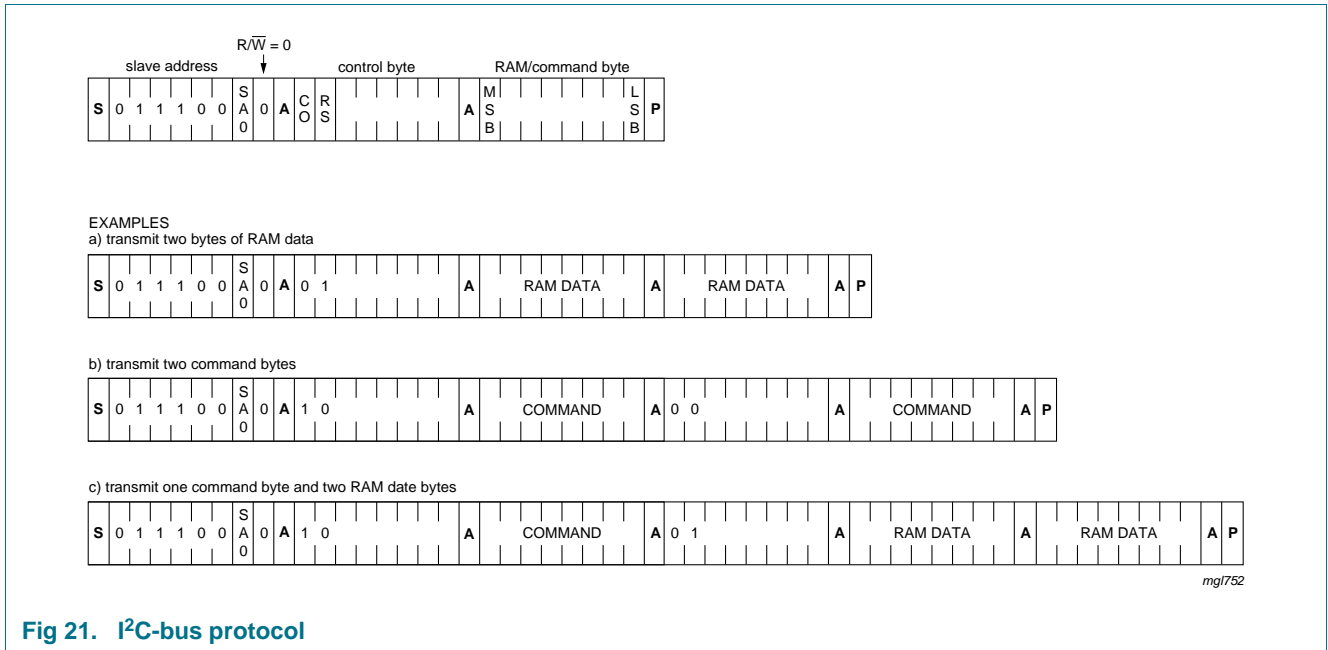 R/W = 0
slave address control byte RAM/command byte
S 0 1 1 1 0 0 SA0 0 A CO RS A MSB LSB P
EXAMPLES
a) transmit two bytes of RAM data
S 0 1 1 1 0 0 SA0 0 A 0 1 A RAM DATA A RAM DATA A P
b) transmit two command bytes
S 0 1 1 1 0 0 SA0 0 A 1 0 A COMMAND A 0 0 A COMMAND A P
c) transmit one command byte and two RAM date bytes
S 0 1 1 1 0 0 SA0 0 A 1 0 A COMMAND A 0 1 A RAM DATA A RAM DATA A P
mgl752
Fig 21. I²C-bus protocol